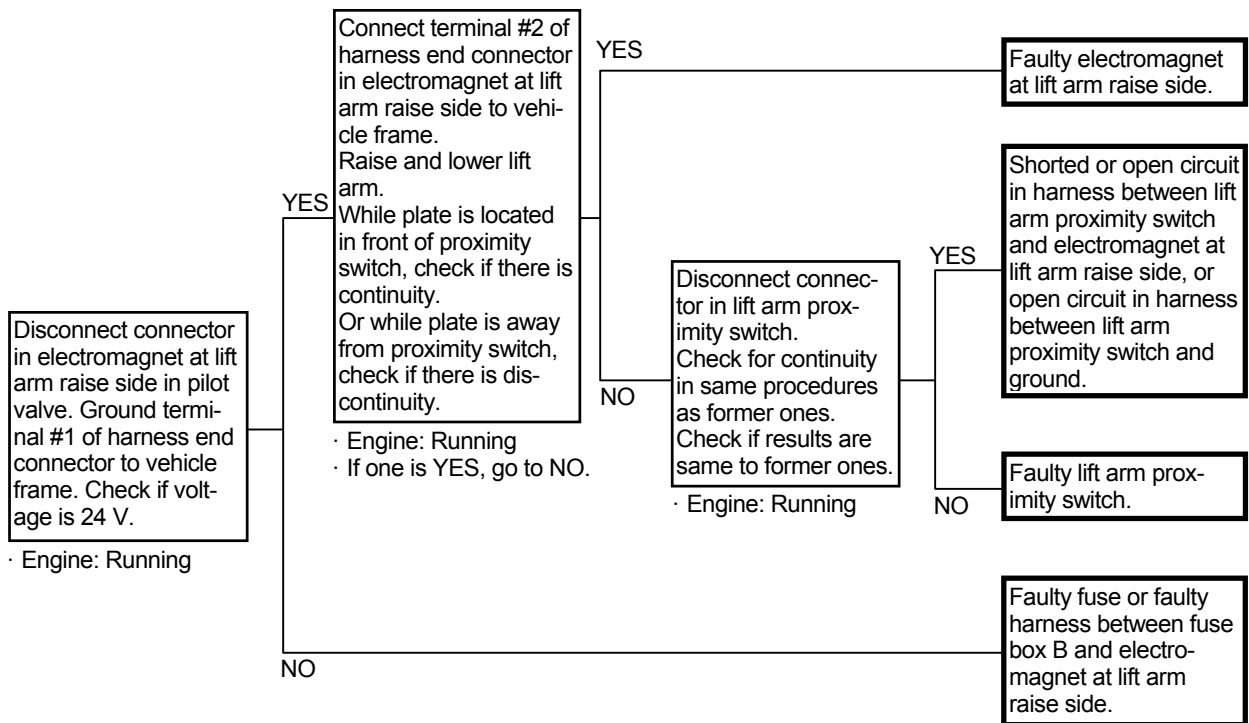 Disconnect connector
in electromagnet at lift
arm raise side in pilot
valve. Ground termi-
nal #1 of harness end
connector to vehicle
frame. Check if volt-
age is 24 V.
· Engine: Running
YES
NO
Connect terminal #2 of
harness end connector
in electromagnet at lift
arm raise side to vehi-
cle frame.
Raise and lower lift
arm.
While plate is located
in front of proximity
switch, check if there is
continuity.
Or while plate is away
from proximity switch,
check if there is dis-
continuity.
· Engine: Running
· If one is YES, go to NO.
YES
NO
Disconnect connec-
tor in lift arm prox-
imity switch.
Check for continuity
in same procedures
as former ones.
Check if results are
same to former ones.
· Engine: Running
YES
NO
Faulty electromagnet
at lift arm raise side.
Shorted or open circuit
in harness between lift
arm proximity switch
and electromagnet at
lift arm raise side, or
open circuit in harness
between lift arm
proximity switch and
ground.
Faulty lift arm prox-
imity switch.
Faulty fuse or faulty
harness between fuse
box B and electro-
magnet at lift arm
raise side.